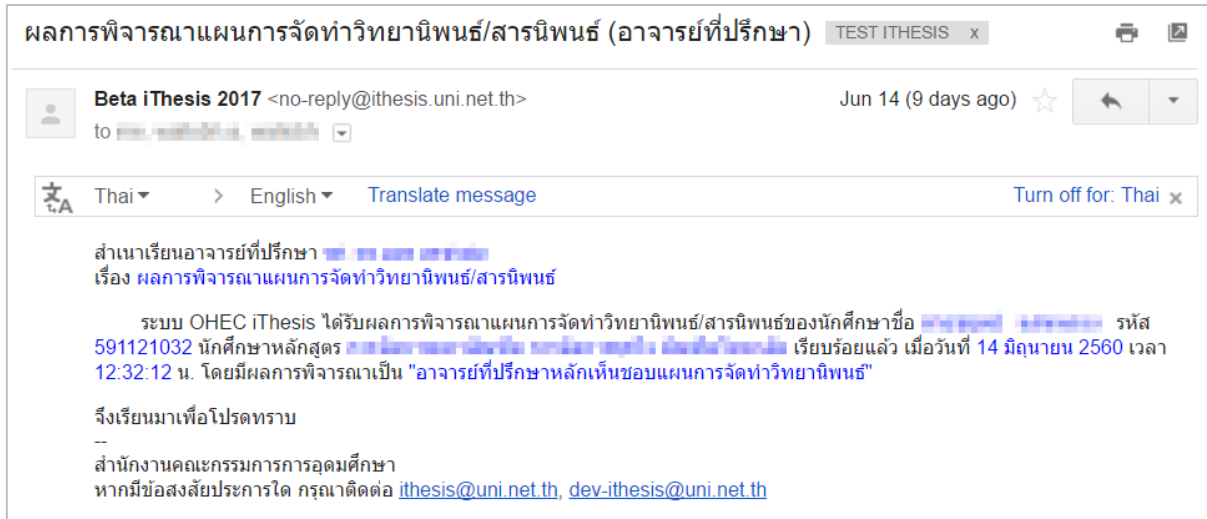 ผลการพิจารณาแผนการจัดทำวิทยานิพนธ์/สารนิพนธ์ (อาจารย์ที่ปรึกษา) TEST ITHESIS x
Beta iThesis 2017 <no-reply@ithesis.uni.net.th> Jun 14 (9 days ago)
to
Thai > English Translate message Turn off for: Thai x
สำเนาเรียนอาจารย์ที่ปรึกษา
เรื่อง ผลการพิจารณาแผนการจัดทำวิทยานิพนธ์/สารนิพนธ์
ระบบ OHEC iThesis ได้รับผลการพิจารณาแผนการจัดทำวิทยานิพนธ์/สารนิพนธ์ของนักศึกษาชื่อ รหัส
591121032 นักศึกษาหลักสูตร เรียบร้อยแล้ว เมื่อวันที่ 14 มิถุนายน 2560 เวลา
12:32:12 น. โดยมีผลการพิจารณาเป็น "อาจารย์ที่ปรึกษาหลักเห็นชอบแผนการจัดทำวิทยานิพนธ์"
จึงเรียนมาเพื่อโปรดทราบ
--
สำนักงานคณะกรรมการการอุดมศึกษา
หากมีข้อสงสัยประการใด กรุณาติดต่อ ithesis@uni.net.th, dev-ithesis@uni.net.th